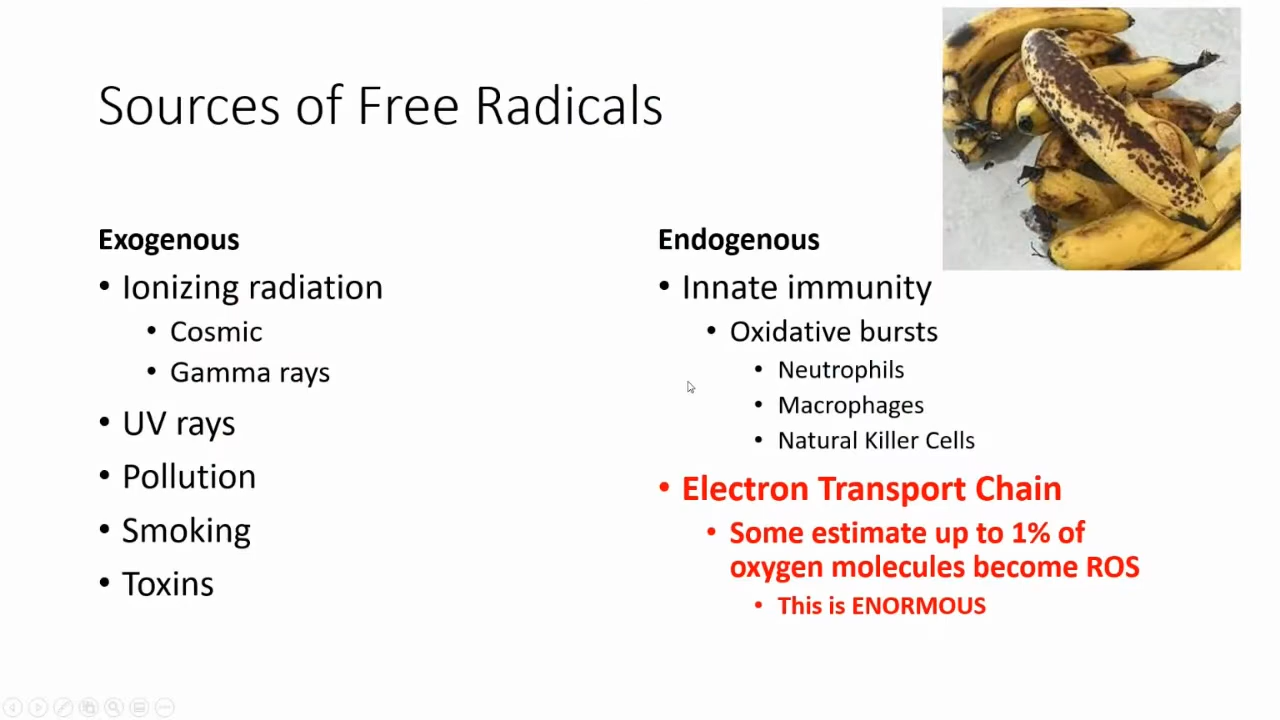 Sources of Free Radicals
Exogenous
• Ionizing radiation
• Cosmic
• Gamma rays
• UV rays
• Pollution
• Smoking
• Toxins
Endogenous
• Innate immunity
• Oxidative bursts
• Neutrophils
• Macrophages
• Natural Killer Cells
• Electron Transport Chain
• Some estimate up to 1% of
oxygen molecules become ROS
• This is ENORMOUS